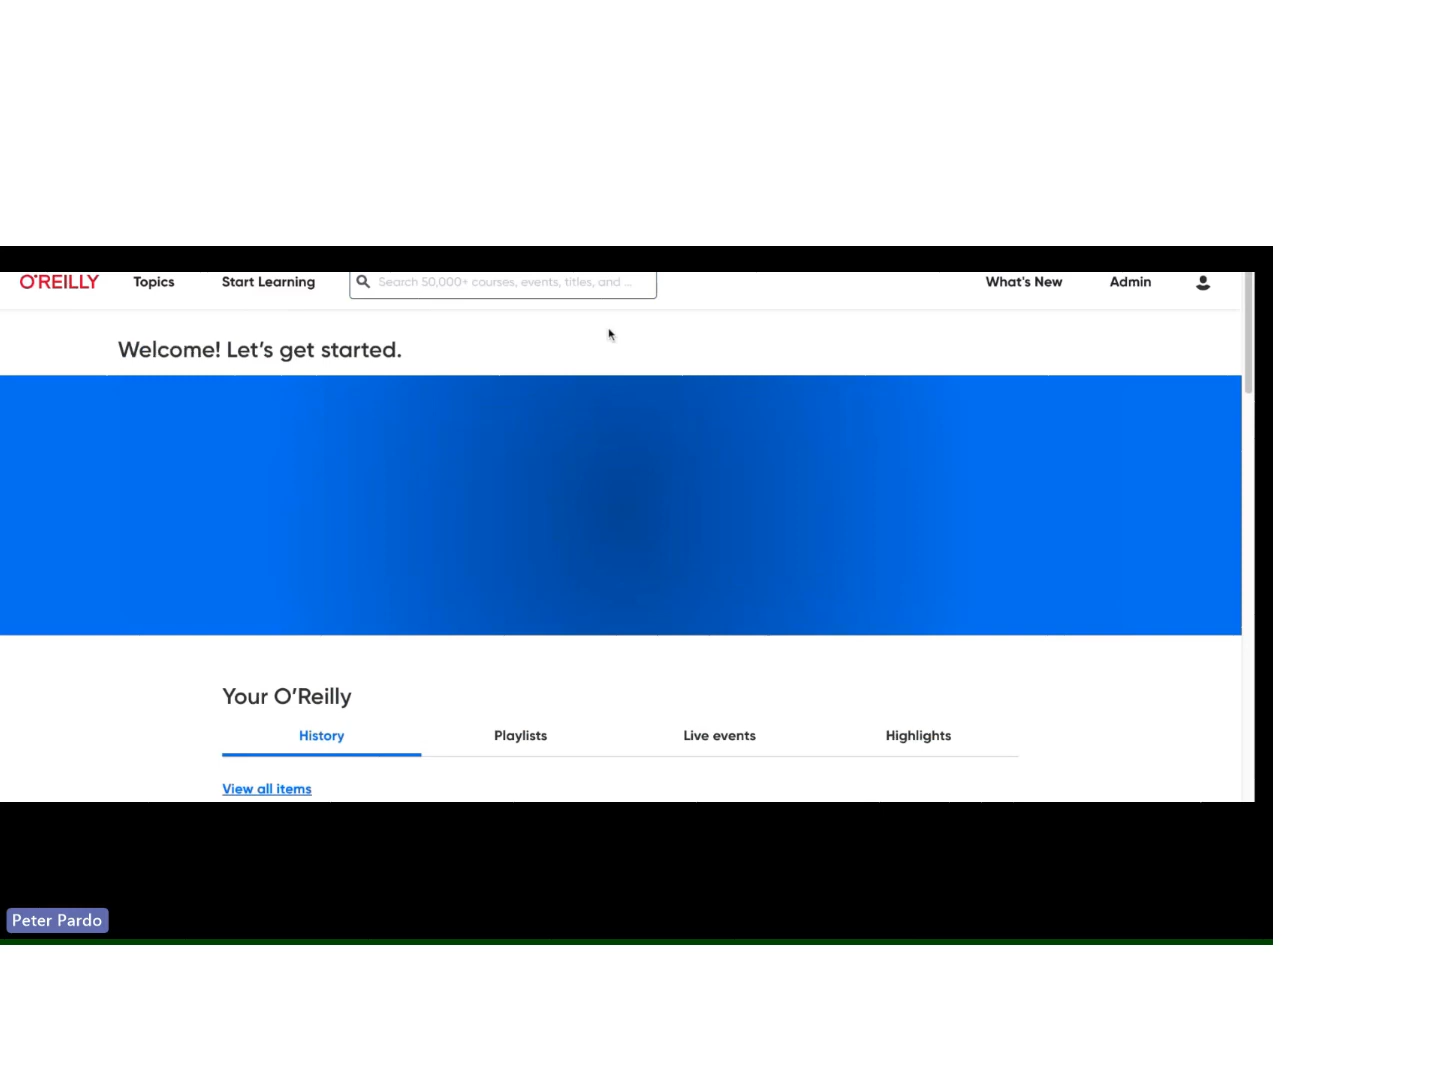 O'REILLY Topics Start Learning Search 50,000+ courses, events, titles, and ... What's New Admin
Welcome! Let's get started.
Your O'Reilly
History Playlists Live events Highlights
View all items
Peter Pardo